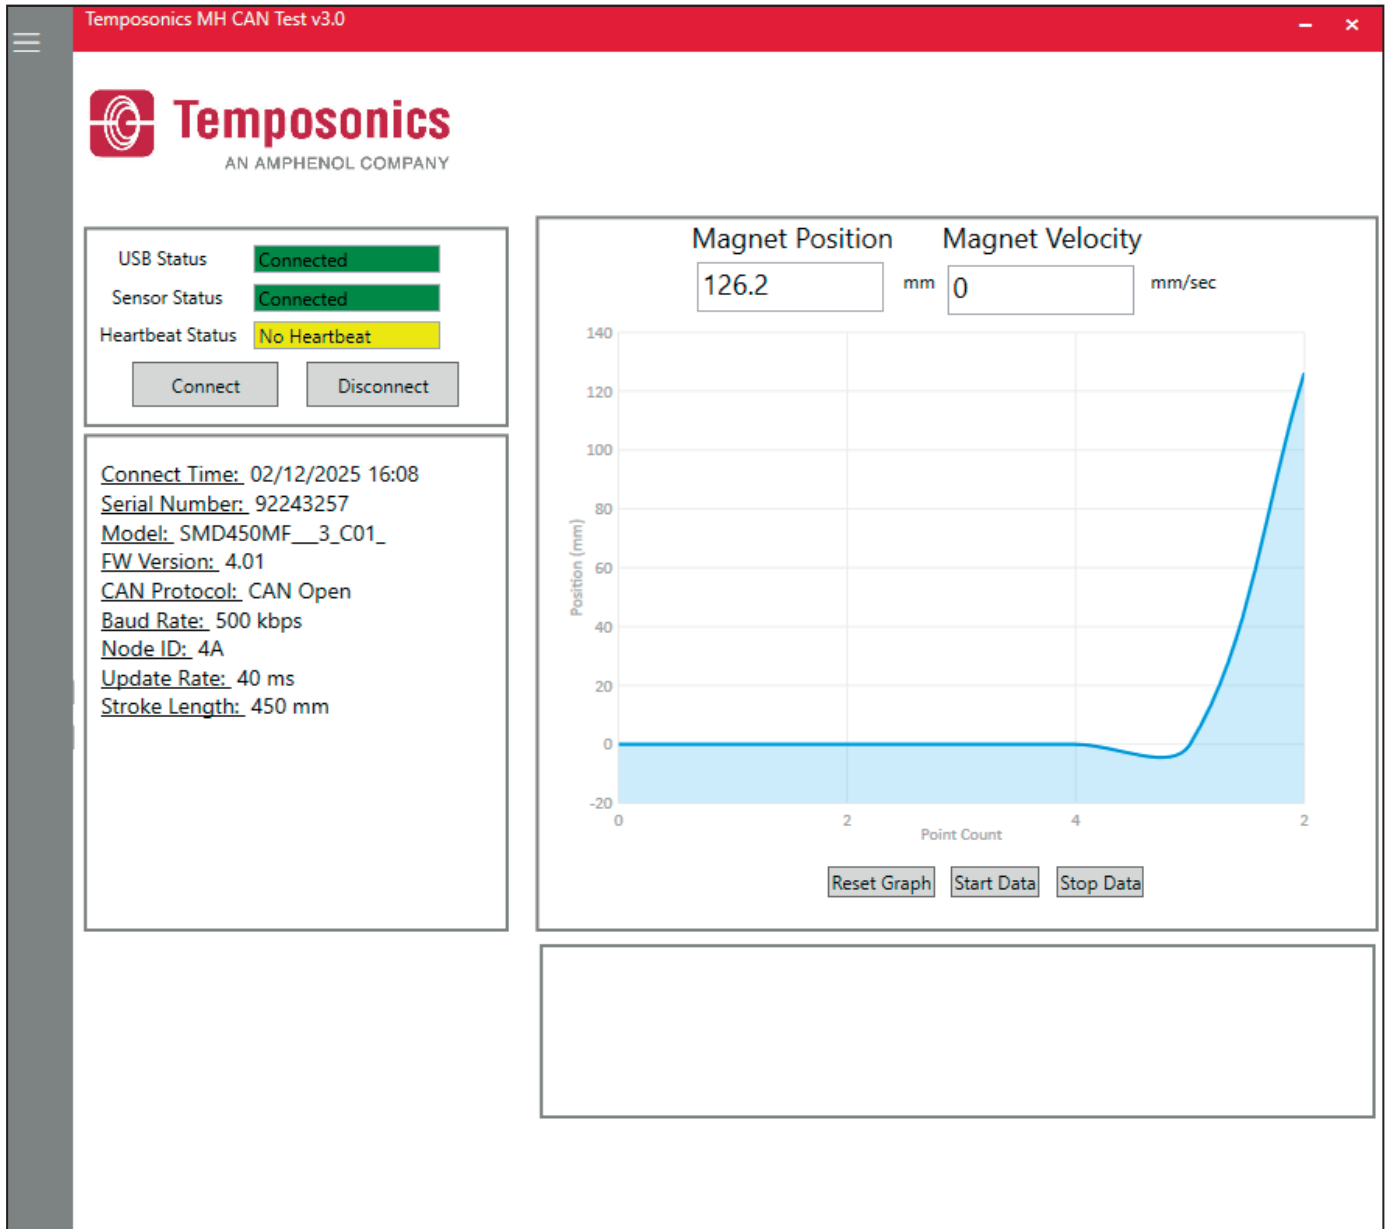 Temposonics MH CAN Test v3.0
Temposonics
AN AMPHENOL COMPANY
USB Status Connected
Sensor Status Connected
Heartbeat Status No Heartbeat
Connect Disconnect
Connect Time: 02/12/2025 16:08
Serial Number: 92243257
Model: SMD450MF___3_C01_
FW Version: 4.01
CAN Protocol: CAN Open
Baud Rate: 500 kbps
Node ID: 4A
Update Rate: 40 ms
Stroke Length: 450 mm
Magnet Position Magnet Velocity
126.2 mm 0 mm/sec
140
120
100
80
60
40
20
0
-20
Position (mm)
0 2 4 2
Point Count
Reset Graph Start Data Stop Data